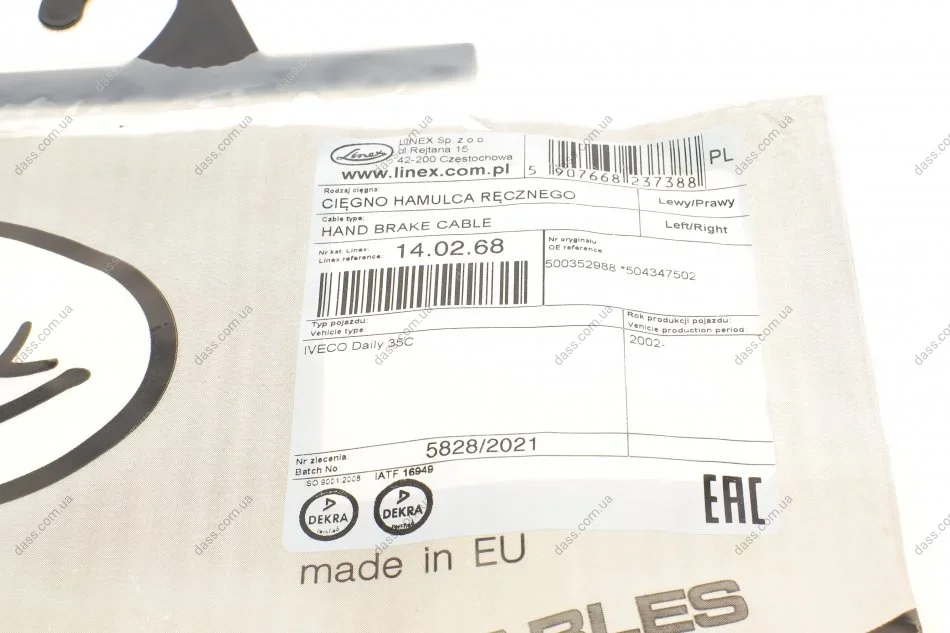 Linex
LINEX Sp. z o o
ul Rejtana 15
42-200 Częstochowa
www.linex.com.pl
5 907668 237388
PL
Rodzaj cięgna:
CIĘGNO HAMULCA RĘCZNEGO
Lewy/Prawy
Cable type:
HAND BRAKE CABLE
Left/Right
Nr kat. Linex:
Linex reference:
14.02.68
Nr oryginału
OE reference
500352988 *504347502
Typ pojazdu:
Vehicle type
Rok produkcji pojazdu:
Vehicle production period.
IVECO Daily 35C
2002-
Nr zlecenia:
Batch No
5828/2021
ISO 9001:2008
IATF 16949
DEKRA
certified
DEKRA
certified
EAC
made in EU
dass.com.ua